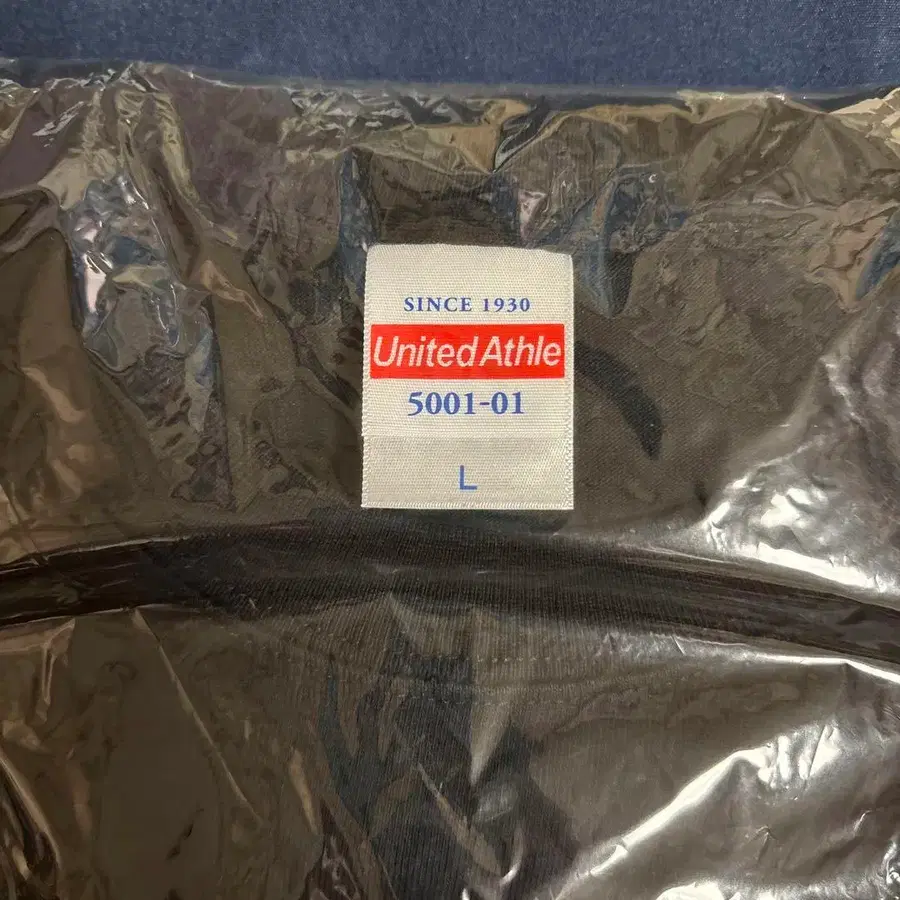 SINCE 1930
United Athle
5001-01
L